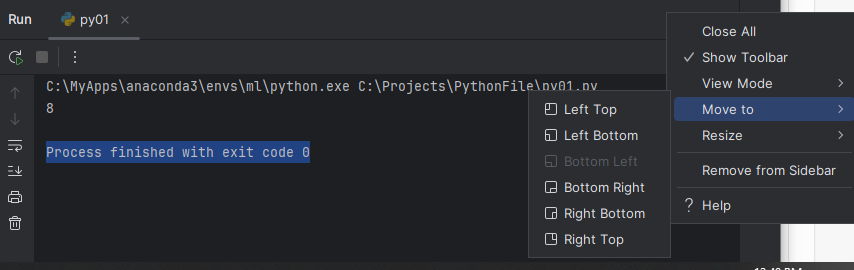 Run
py01
C:\MyApps\anaconda3\envs\ml\python.exe C:\Projects\PythonFile\py01.py
8
Process finished with exit code 0
Left Top
Left Bottom
Bottom Left
Bottom Right
Right Bottom
Right Top
Close All
Show Toolbar
View Mode
Move to
Resize
Remove from Sidebar
? Help